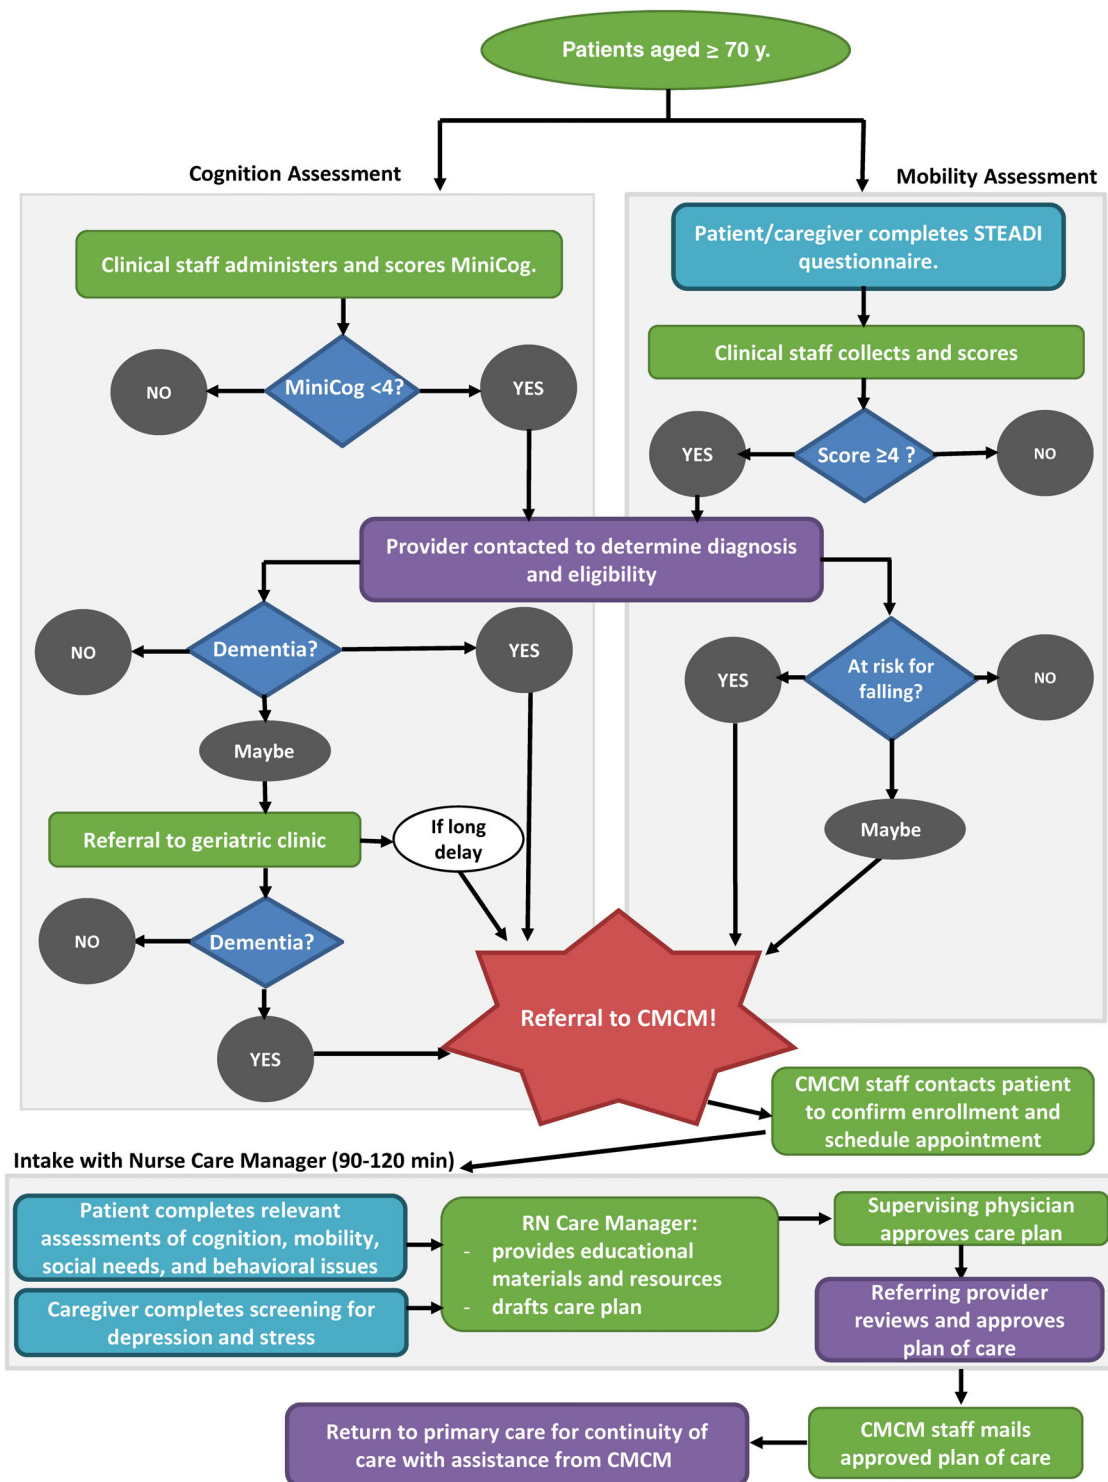 Patients aged ≥ 70 y.
Cognition Assessment
Mobility Assessment
Clinical staff administers and scores MiniCog.
Patient/caregiver completes STEADI
questionnaire.
Clinical staff collects and scores
NO
MiniCog <4?
YES
YES
Score ≥4 ?
NO
Provider contacted to determine diagnosis
and eligibility
NO
Dementia?
YES
YES
At risk for
falling?
NO
Maybe
Maybe
Referral to geriatric clinic
If long
delay
NO
Dementia?
YES
Referral to CMCM!
CMCM staff contacts patient
to confirm enrollment and
schedule appointment
Intake with Nurse Care Manager (90-120 min)
Patient completes relevant
assessments of cognition, mobility,
social needs, and behavioral issues
Caregiver completes screening for
depression and stress
RN Care Manager:
- provides educational
materials and resources
- drafts care plan
Supervising physician
approves care plan
Referring provider
reviews and approves
plan of care
CMCM staff mails
approved plan of care
Return to primary care for continuity of
care with assistance from CMCM